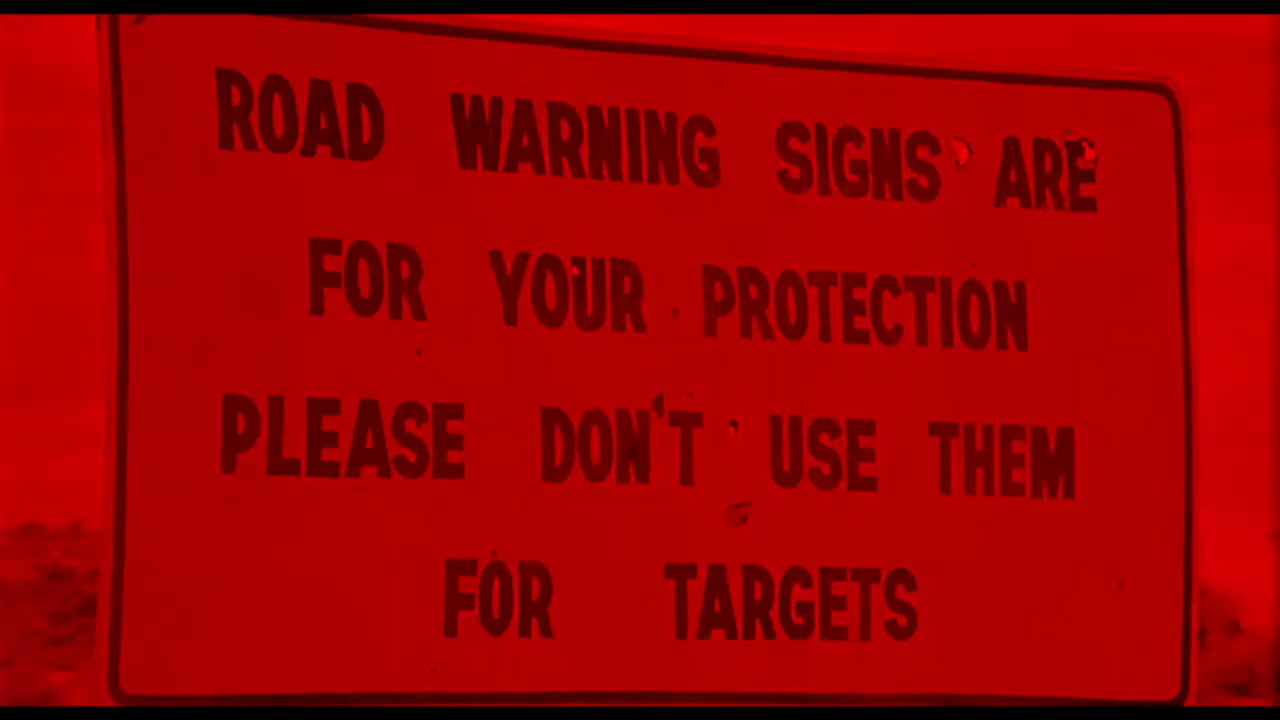 ROAD WARNING SIGNS ARE
FOR YOUR PROTECTION
PLEASE DON'T USE THEM
FOR TARGETS